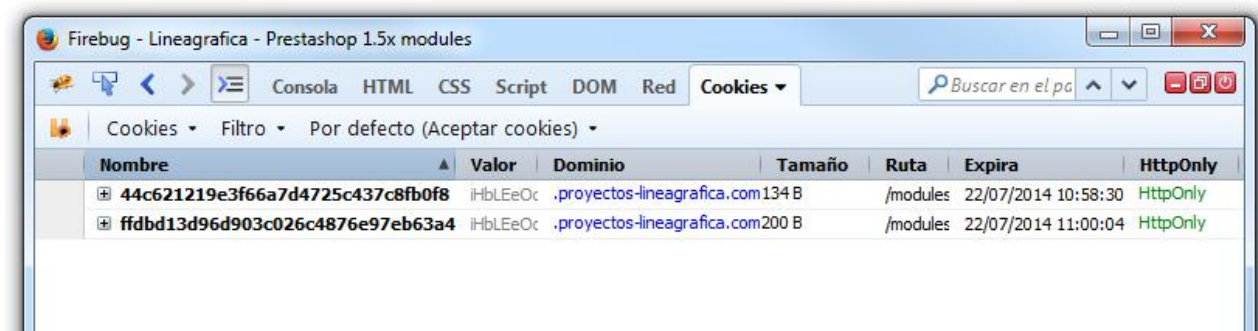 Firebug - Lineagrafica - Prestashop 1.5x modules
Consola HTML CSS Script DOM Red Cookies Buscar en el pa
Cookies Filtro Por defecto (Aceptar cookies)
Nombre Valor Dominio Tamaño Ruta Expira HttpOnly
44c621219e3f66a7d4725c437c8fb0f8 iHbLEeOc .proyectos-lineagrafica.com 134 B /modules 22/07/2014 10:58:30 HttpOnly
ffdbd13d96d903c026c4876e97eb63a4 iHbLEeOc .proyectos-lineagrafica.com 200 B /modules 22/07/2014 11:00:04 HttpOnly